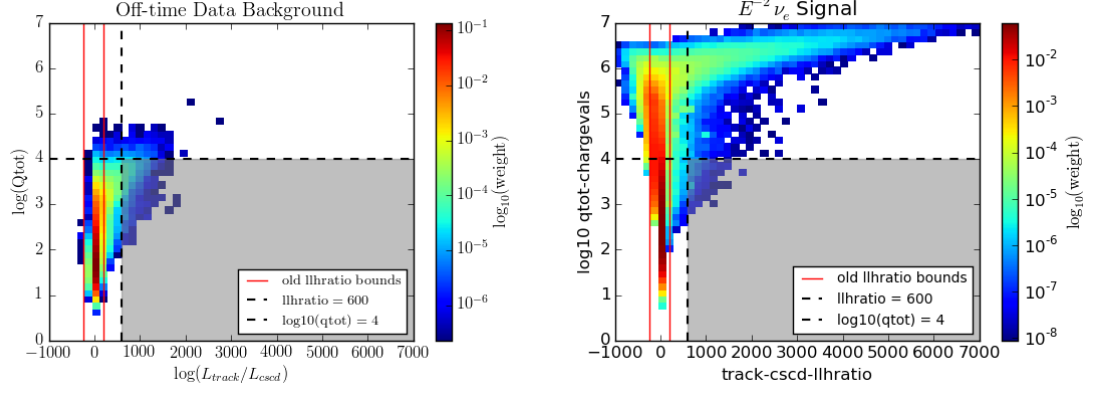 Off-time Data Background
7
6
5
4
3
2
1
0
log(Qtot)
−1000 0 1000 2000 3000 4000 5000 6000 7000
log(L_track/L_cscd)
old llhratio bounds
llhratio = 600
log10(qtot) = 4
10^−1
10^−2
10^−3
10^−4
10^−5
10^−6
log_10(weight)
E^−2 ν_e Signal
7
6
5
4
3
2
1
0
log10 qtot-chargevals
−1000 0 1000 2000 3000 4000 5000 6000 7000
track-cscd-llhratio
old llhratio bounds
llhratio = 600
log10(qtot) = 4
10^−2
10^−3
10^−4
10^−5
10^−6
10^−7
10^−8
log_10(weight)